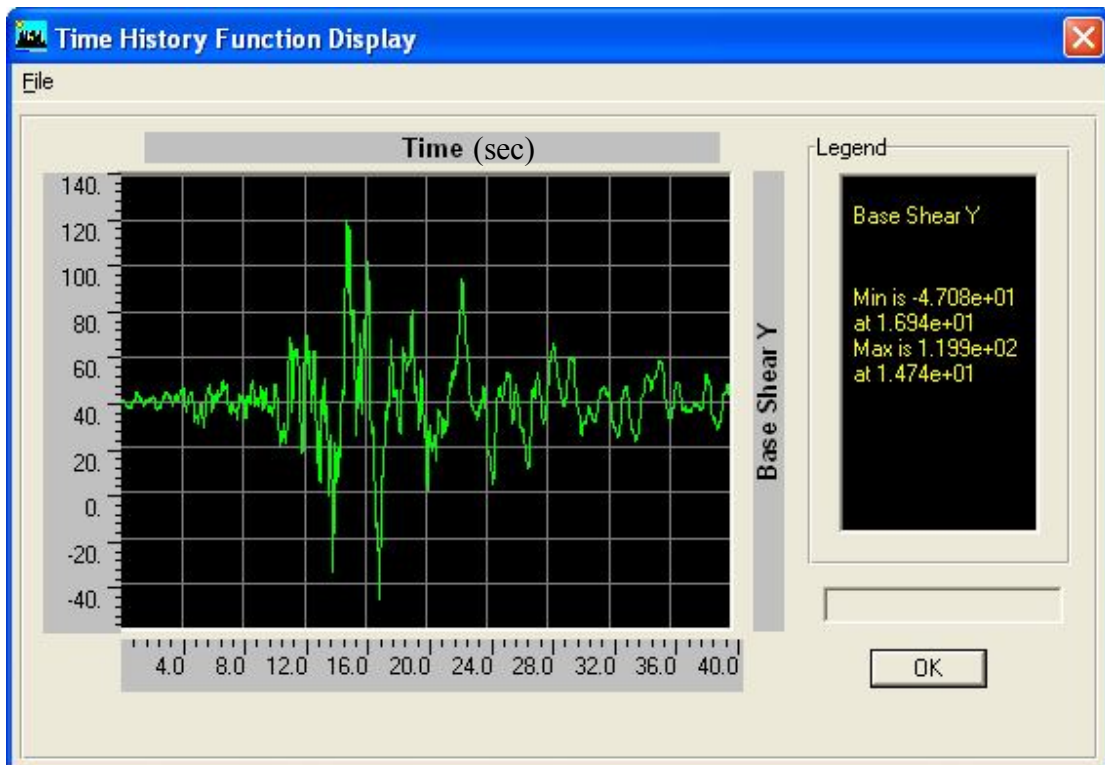 Time History Function Display
File
Time (sec)
Legend
140.
120.
100.
80.
60.
40.
20.
0.
-20.
-40.
Base Shear Y
Base Shear Y
Min is -4.708e+01
at 1.694e+01
Max is 1.199e+02
at 1.474e+01
4.0 8.0 12.0 16.0 20.0 24.0 28.0 32.0 36.0 40.0
OK